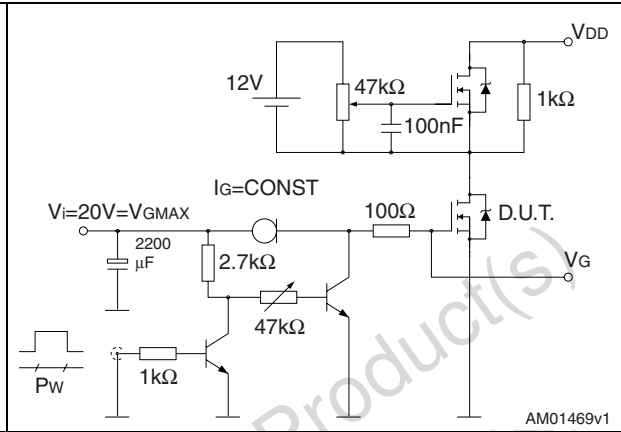 VDD
12V
47kΩ
1kΩ
100nF
IG=CONST
Vi=20V=VGMAX
100Ω
D.U.T.
2200
μF
2.7kΩ
VG
47kΩ
1kΩ
PW
Product(s)
AM01469v1